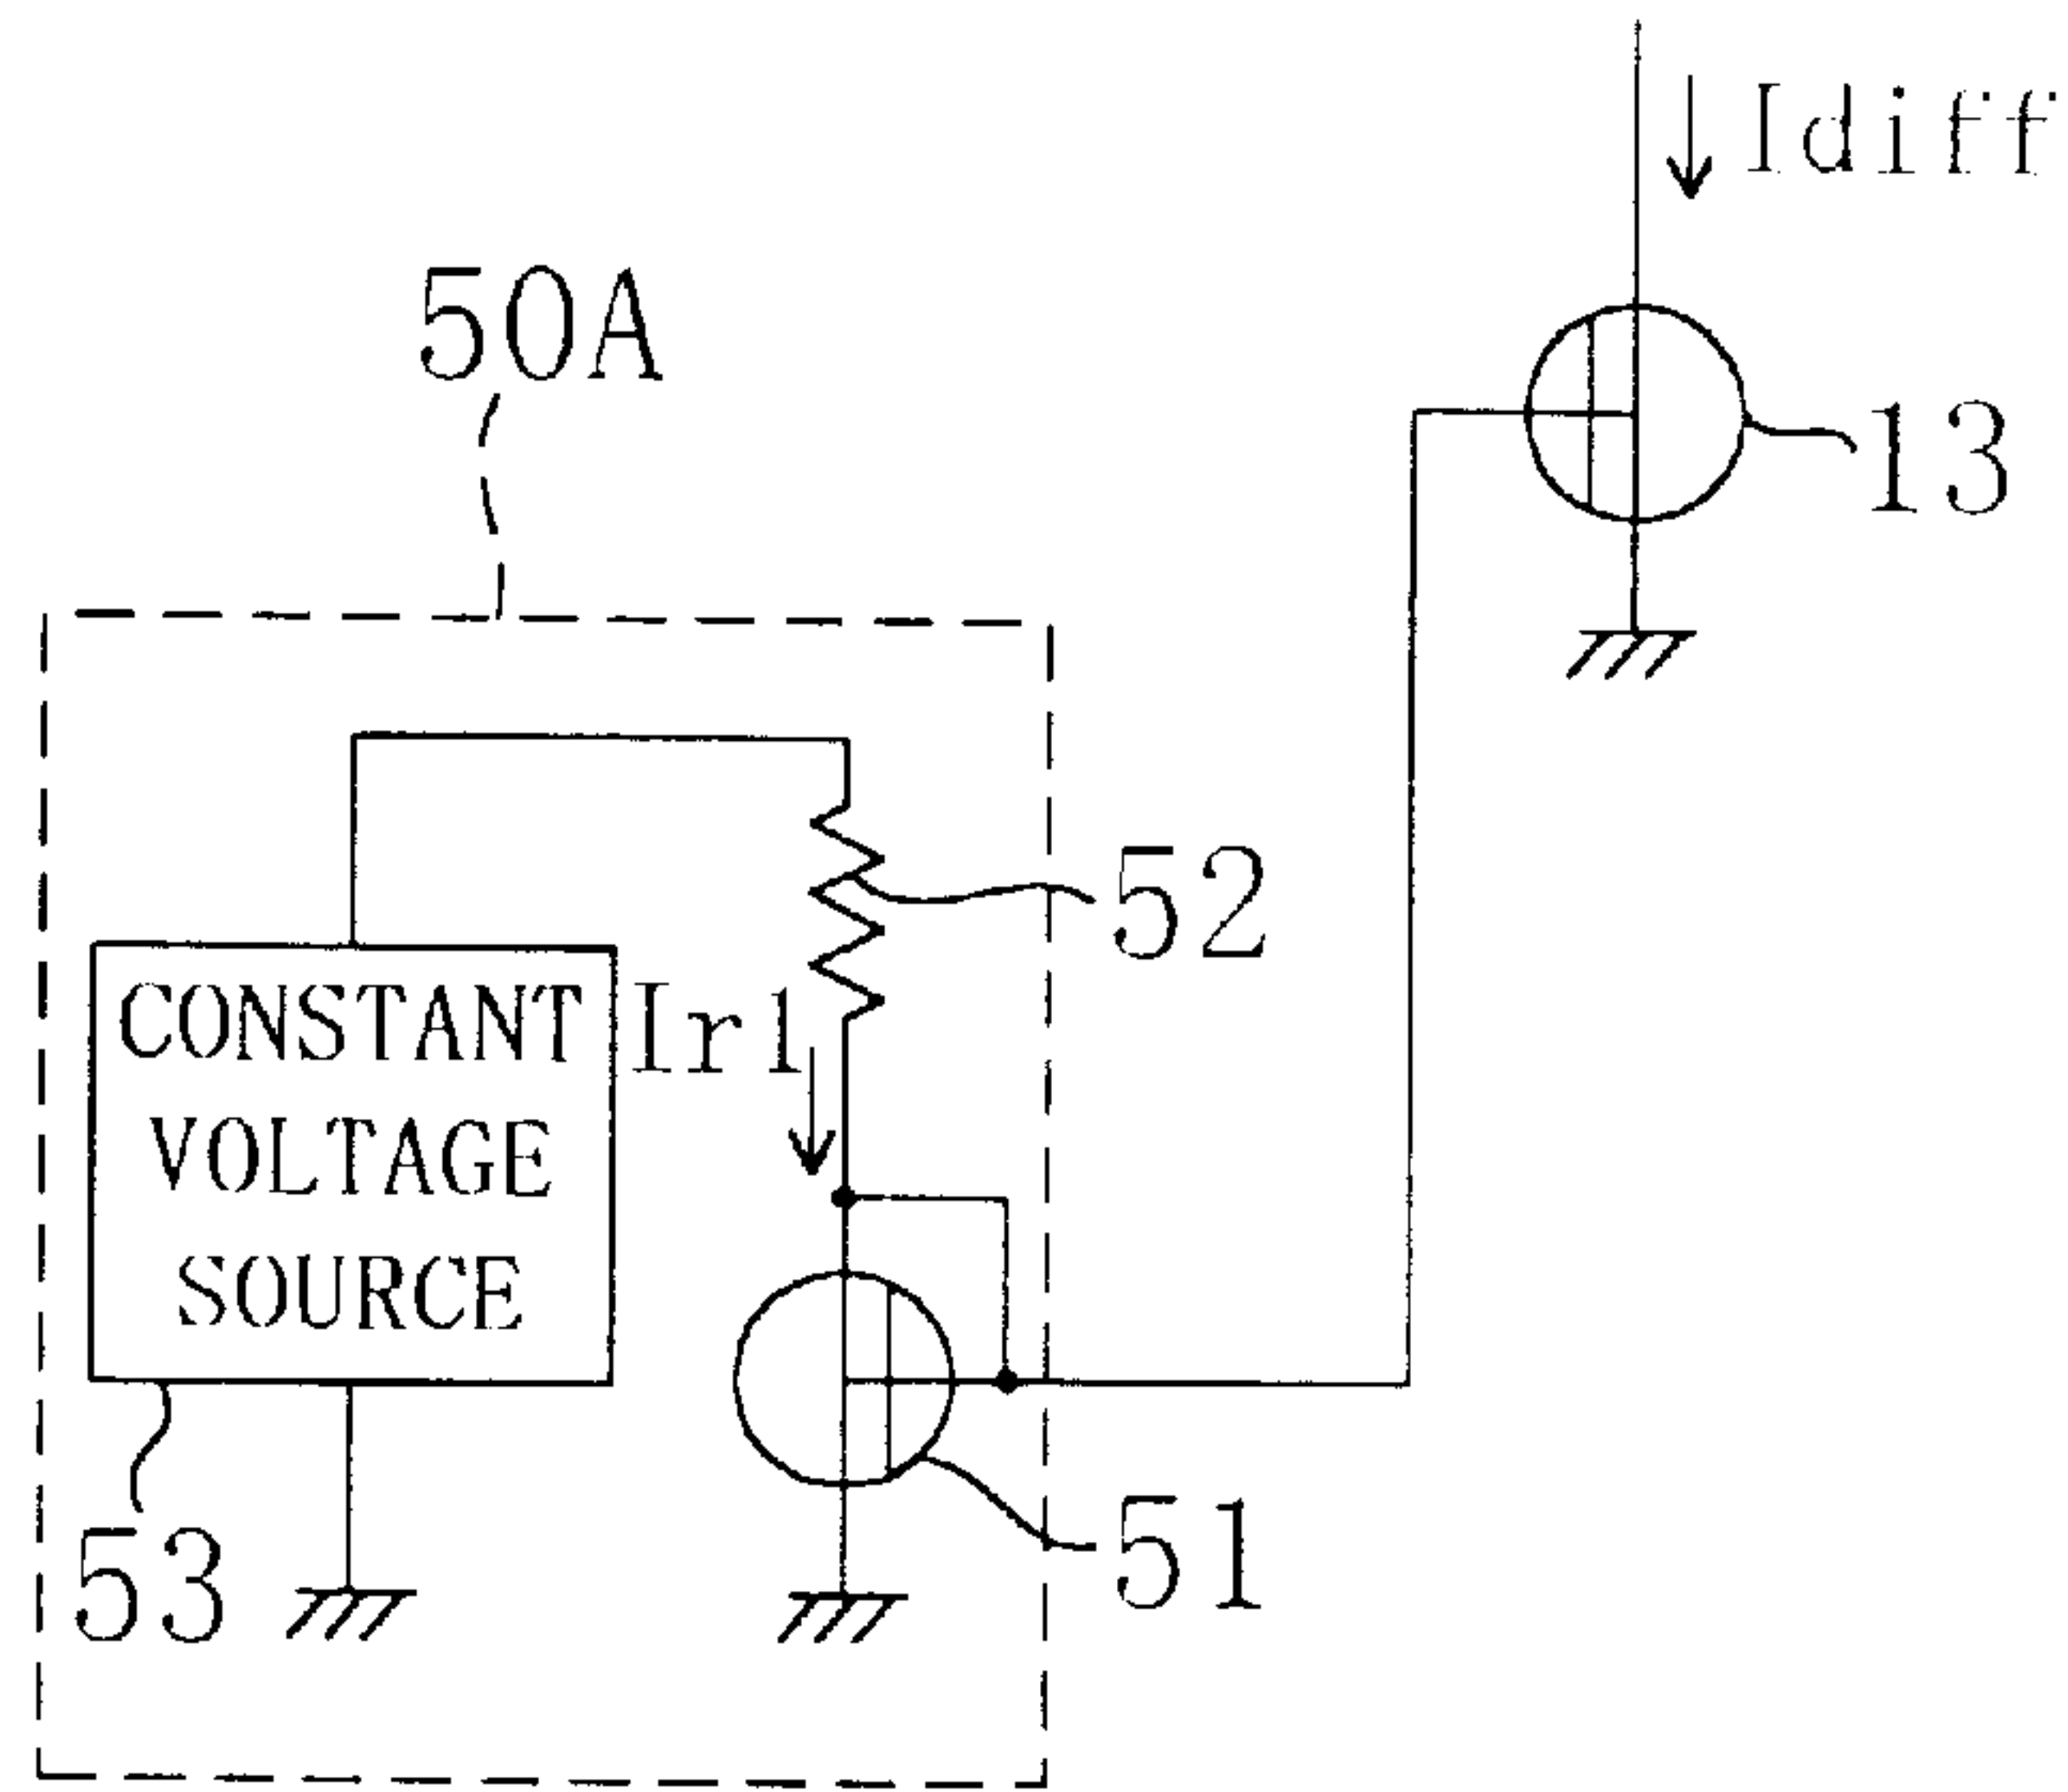 Idiff
50A
13
52
CONSTANT
VOLTAGE
SOURCE
Ir1
53
51